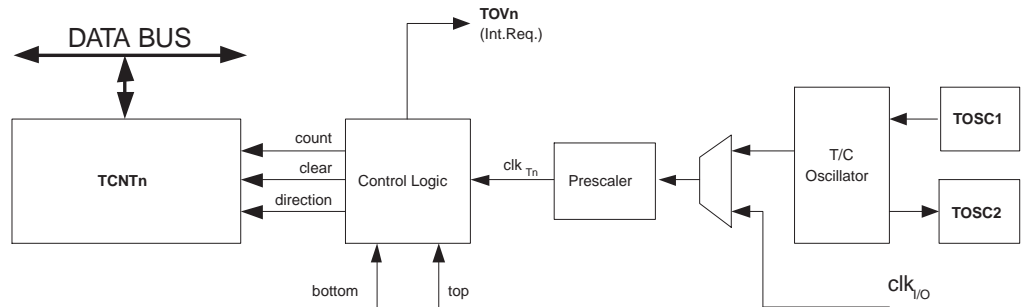 DATA BUS
TOVn
(Int.Req.)
TCNTn
count
clear
direction
Control Logic
clk Tn
Prescaler
T/C
Oscillator
TOSC1
TOSC2
bottom
top
clk I/O